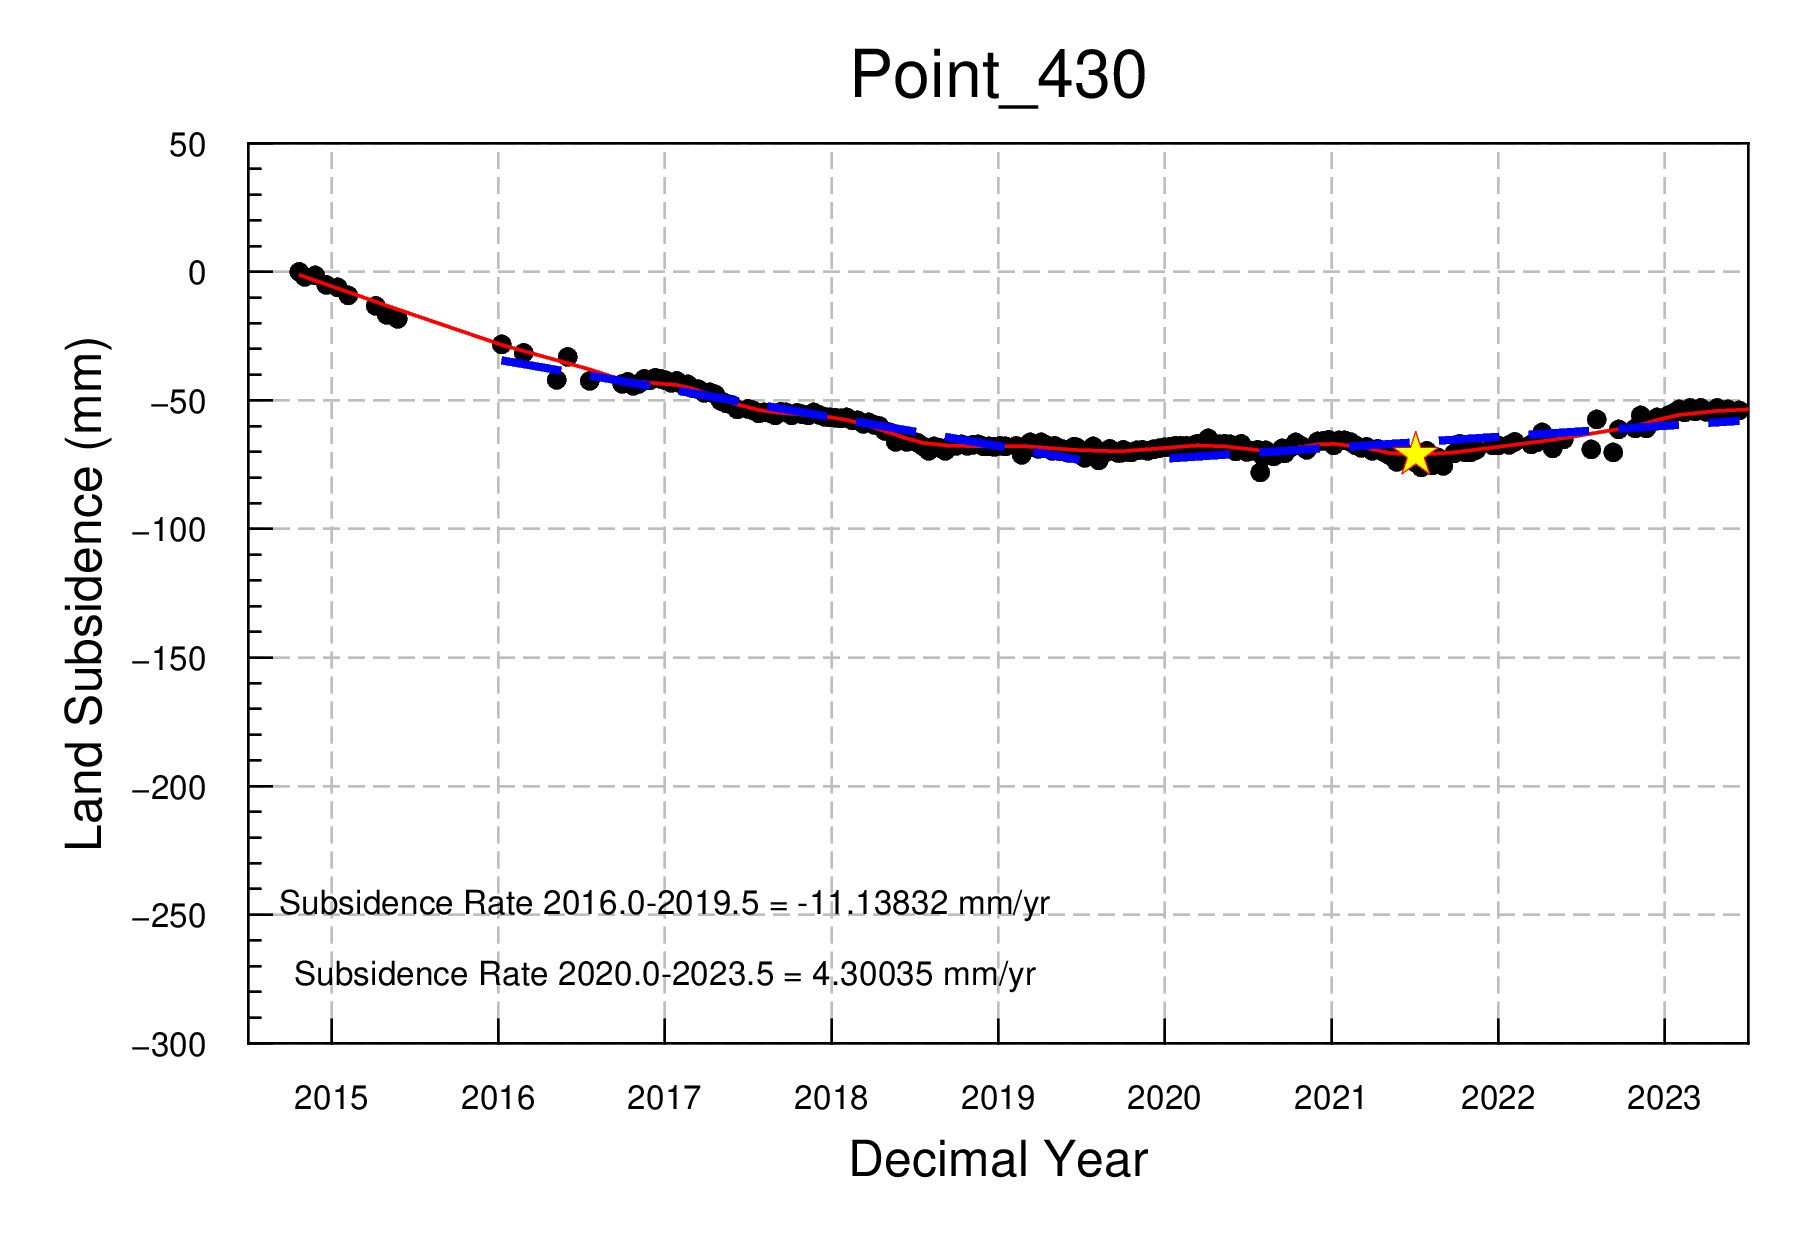 Point_430
50
0
−50
−100
−150
−200
−250
−300
Land Subsidence (mm)
Subsidence Rate 2016.0-2019.5 = -11.13832 mm/yr
Subsidence Rate 2020.0-2023.5 = 4.30035 mm/yr
2015 2016 2017 2018 2019 2020 2021 2022 2023
Decimal Year